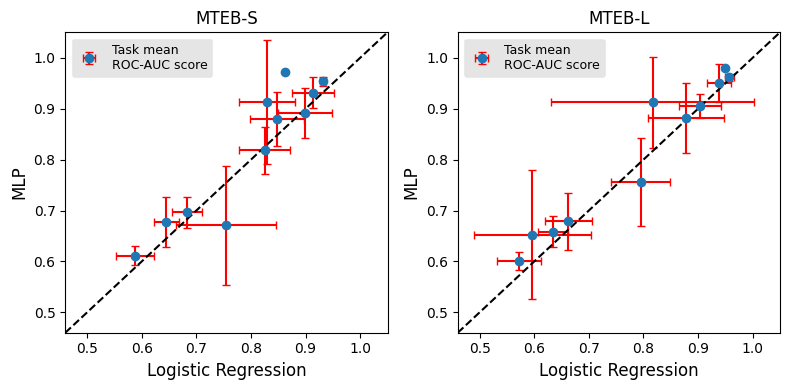 MTEB-S
Task mean
ROC-AUC score
1.0
0.9
0.8
0.7
0.6
0.5
MLP
0.5 0.6 0.7 0.8 0.9 1.0
Logistic Regression
MTEB-L
Task mean
ROC-AUC score
1.0
0.9
0.8
0.7
0.6
0.5
MLP
0.5 0.6 0.7 0.8 0.9 1.0
Logistic Regression